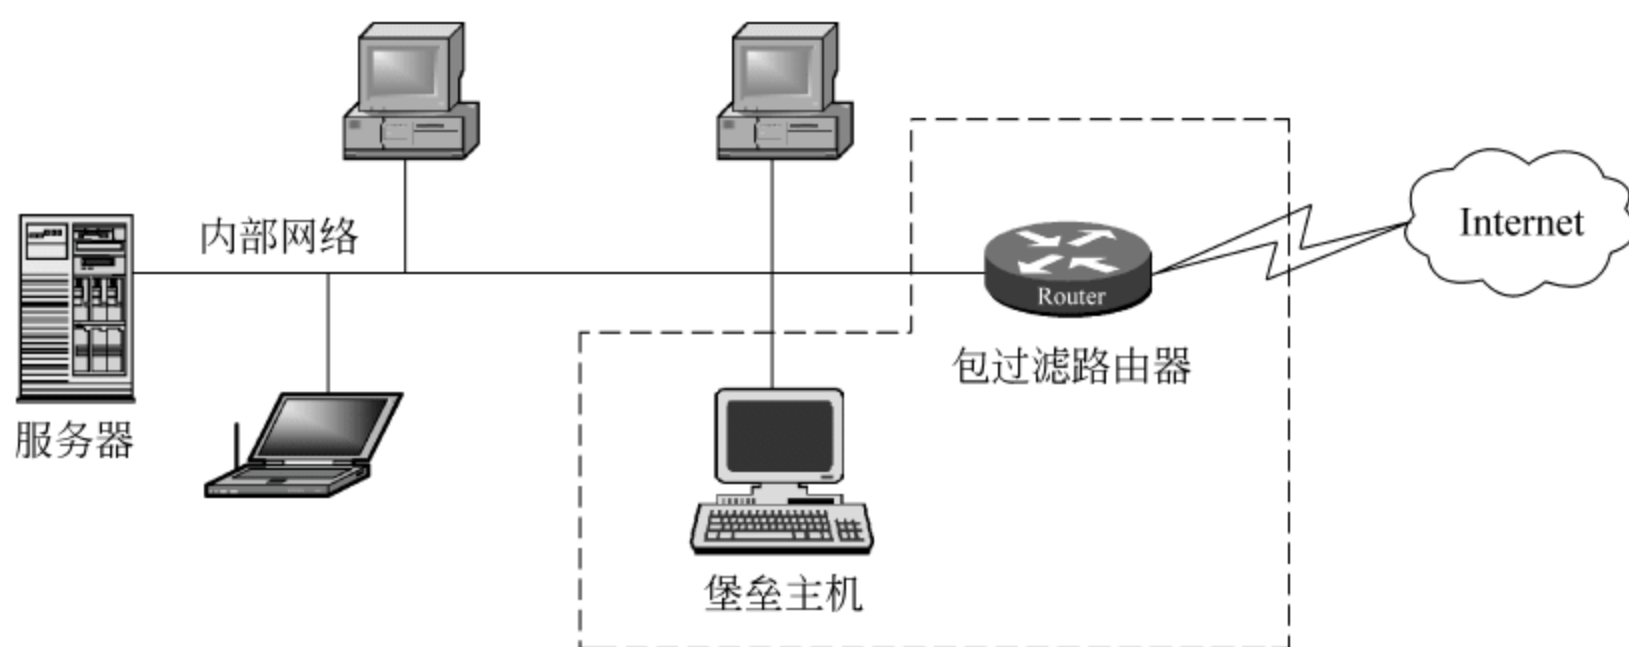 内部网络
Internet
Router
包过滤路由器
服务器
堡垒主机